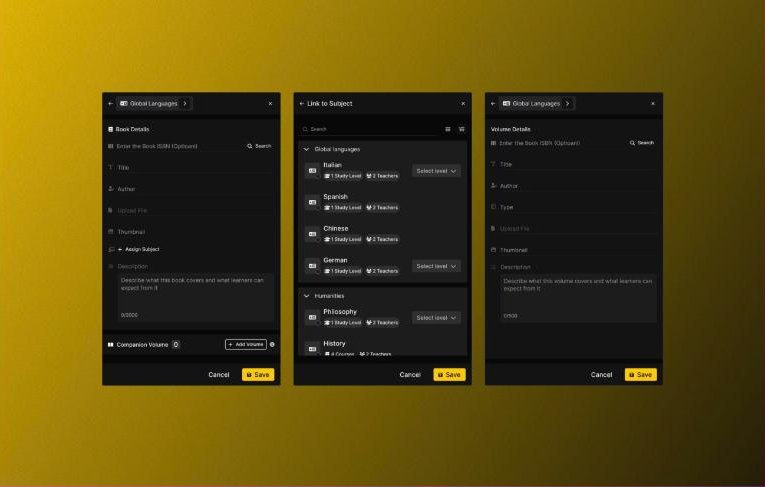 Global Languages
Book Details
Enter the Book ISBN (Optioanl)
Search
Title
Author
Upload File
Thumbnail
Assign Subject
Description
Describe what this book covers and what learners can
expect from it
0/2000
Companion Volume 0
Add Volume
Cancel
Save
Link to Subject
Search
Global languages
Italian
1 Study Level
2 Teachers
Select level
Spanish
1 Study Level
2 Teachers
Chinese
1 Study Level
2 Teachers
German
1 Study Level
2 Teachers
Select level
Humanities
Philosophy
1 Study Level
2 Teachers
Select level
History
4 Courses
2 Teachers
Cancel
Save
Global Languages
Volume Details
Enter the Book ISBN (Optioanl)
Search
Title
Author
Type
Upload File
Thumbnail
Description
Describe what this volume covers and what learners can
expect from it
Cancel
Save